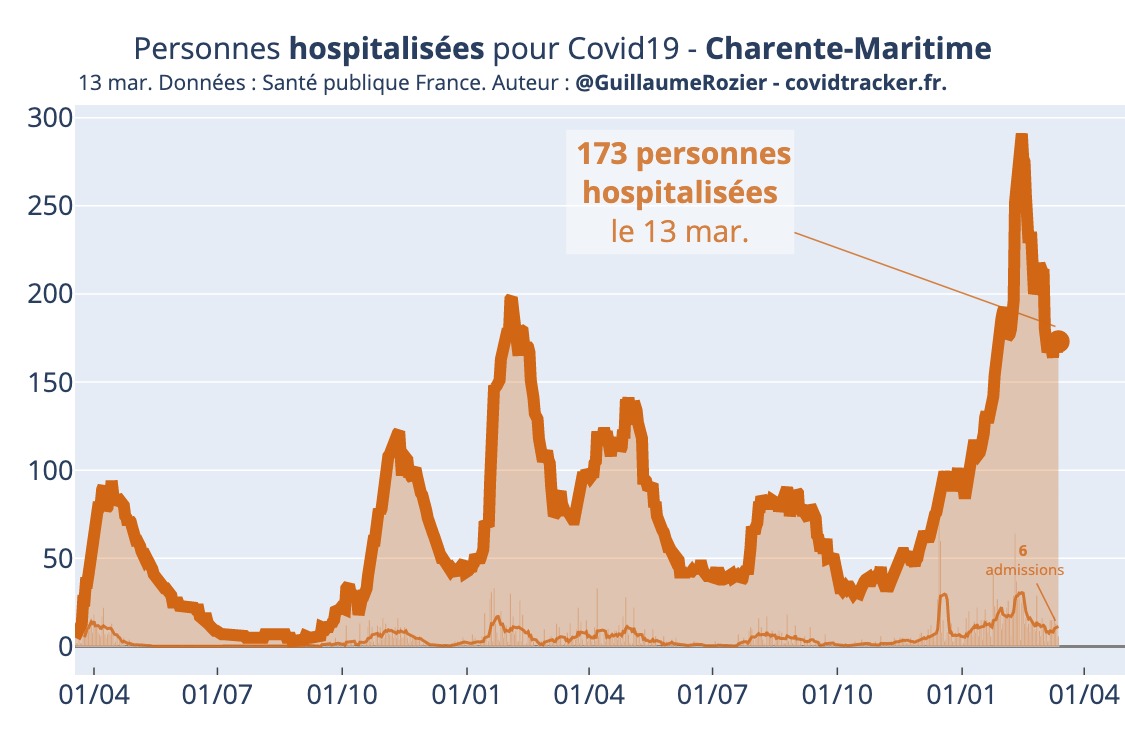 Personnes hospitalisées pour Covid19 - Charente-Maritime
13 mar. Données : Santé publique France. Auteur : @GuillaumeRozier - covidtracker.fr.
300
250
200
150
100
50
0
173 personnes
hospitalisées
le 13 mar.
6
admissions
01/04 01/07 01/10 01/01 01/04 01/07 01/10 01/01 01/04